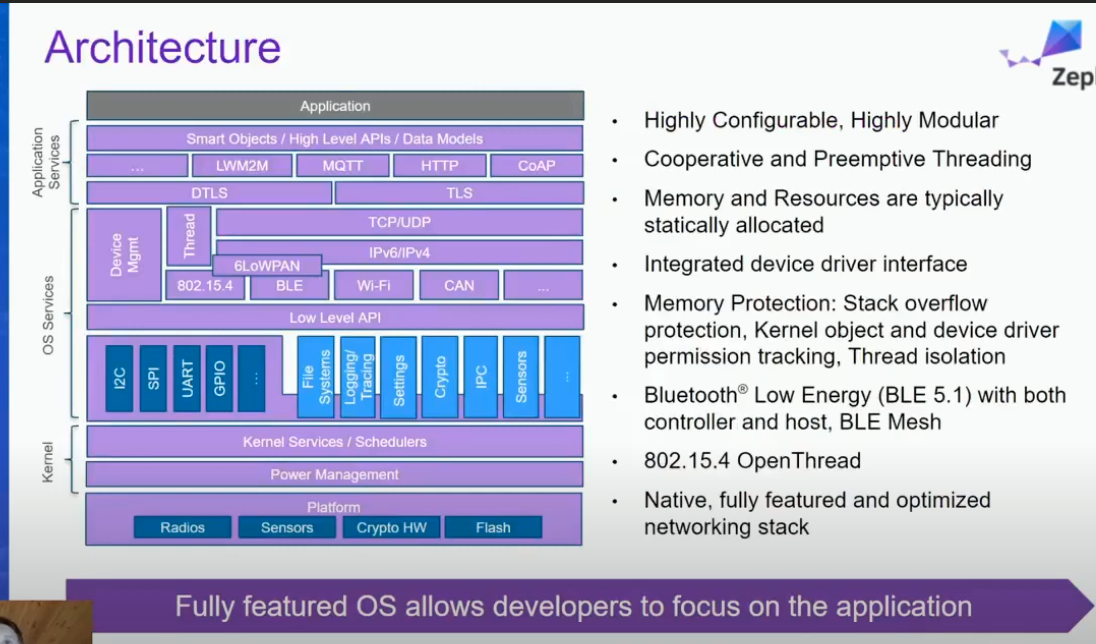 Architecture
Zep
Application
Application
Services
Smart Objects / High Level APIs / Data Models
... LWM2M MQTT HTTP CoAP
DTLS TLS
OS Services
Device
Mgmt
Thread
TCP/UDP
IPv6/IPv4
6LoWPAN
802.15.4 BLE Wi-Fi CAN ...
Low Level API
I2C SPI UART GPIO ...
File
Systems
Logging/
Tracing
Settings
Crypto
IPC
Sensors
...
Kernel
Kernel Services / Schedulers
Power Management
Platform
Radios Sensors Crypto HW Flash
• Highly Configurable, Highly Modular
• Cooperative and Preemptive Threading
• Memory and Resources are typically
statically allocated
• Integrated device driver interface
• Memory Protection: Stack overflow
protection, Kernel object and device driver
permission tracking, Thread isolation
• Bluetooth® Low Energy (BLE 5.1) with both
controller and host, BLE Mesh
• 802.15.4 OpenThread
• Native, fully featured and optimized
networking stack
Fully featured OS allows developers to focus on the application